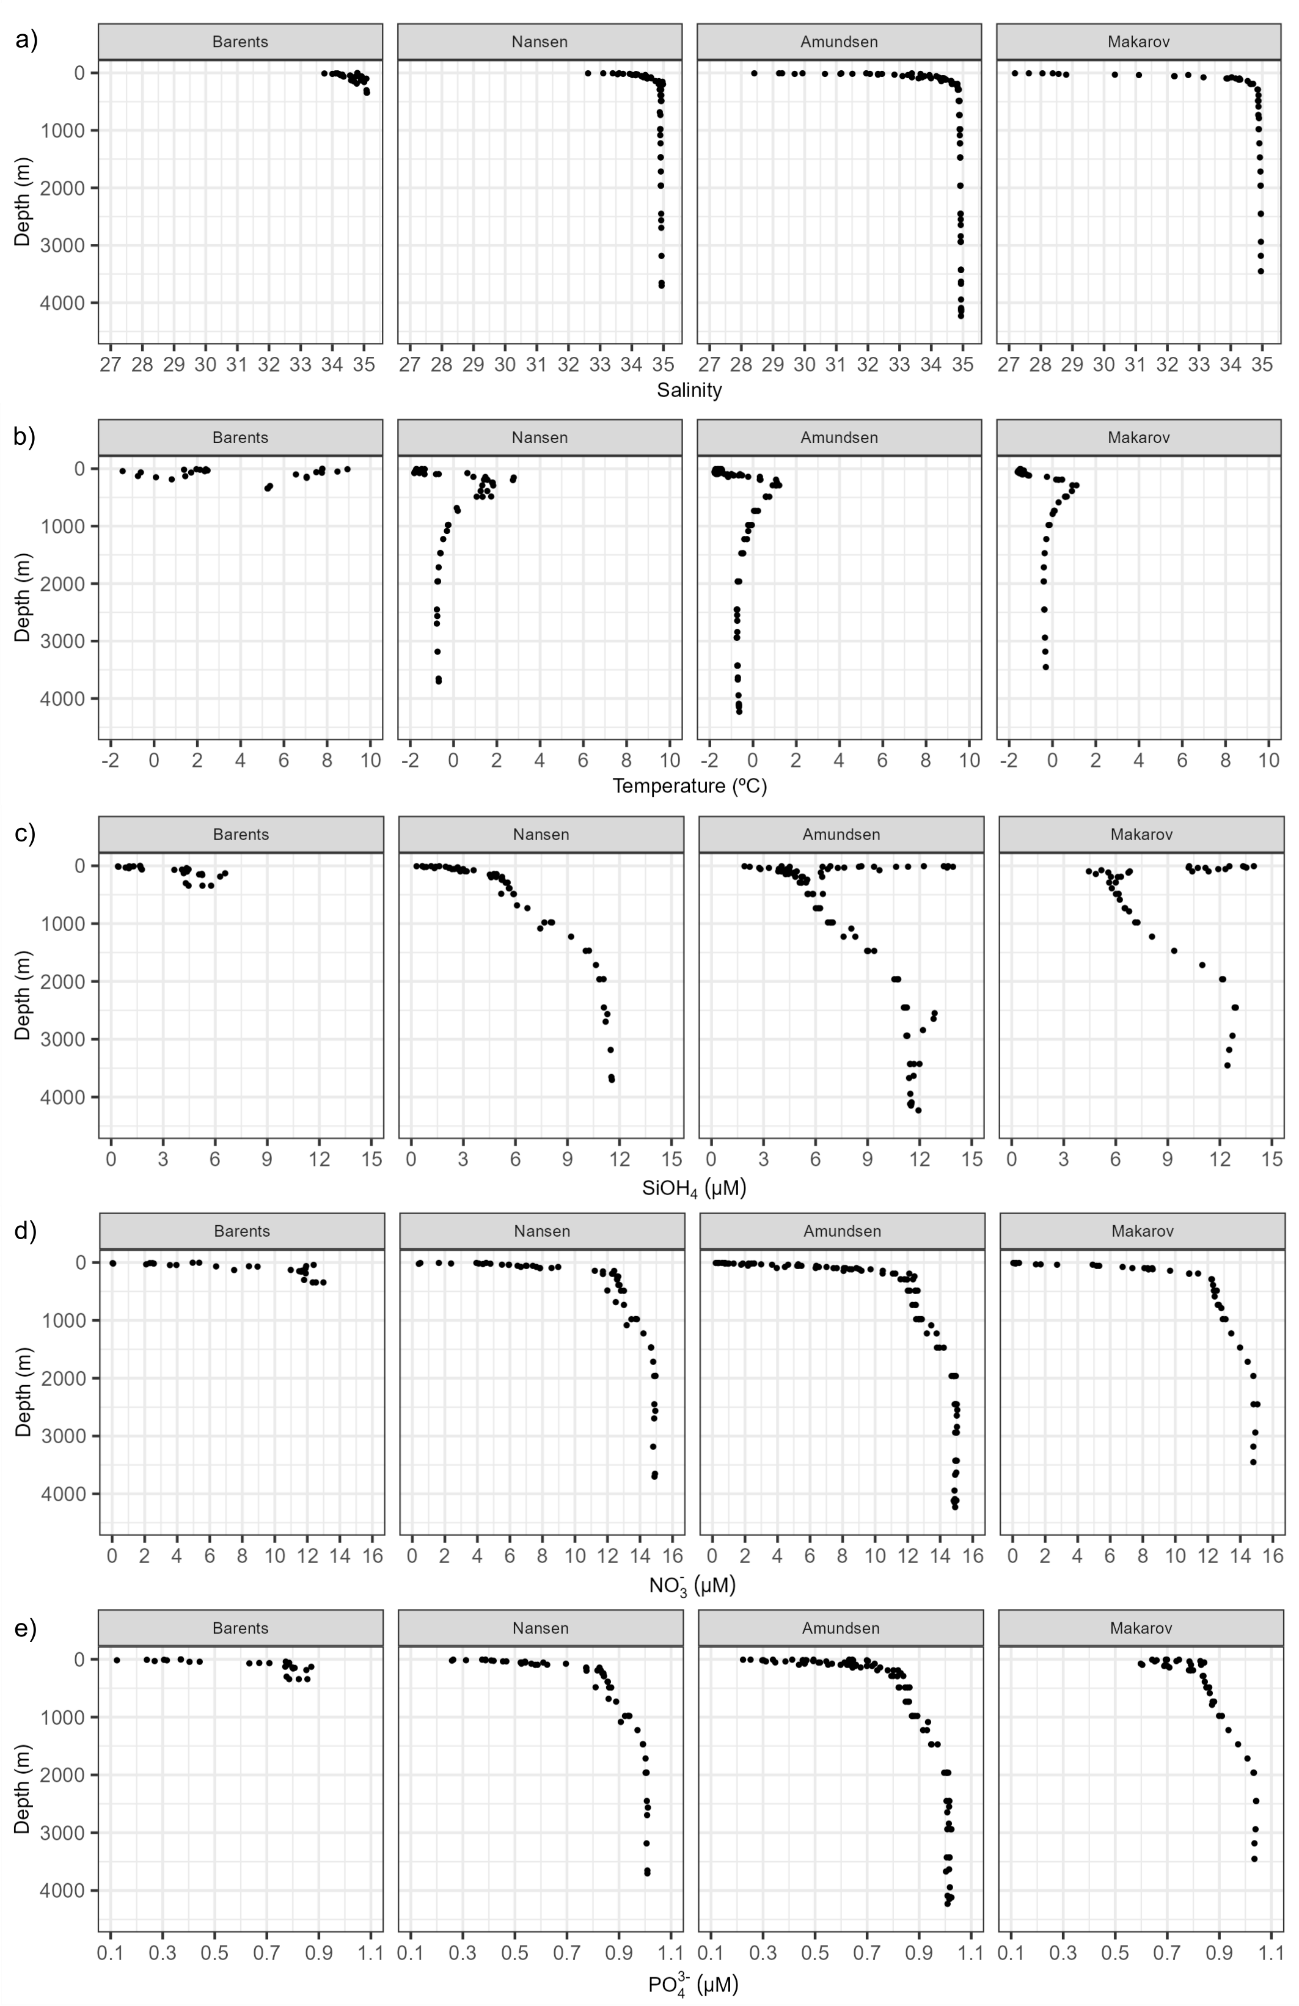 a)
Barents Nansen Amundsen Makarov
0
1000
2000
3000
4000
Depth (m)
27 28 29 30 31 32 33 34 35 27 28 29 30 31 32 33 34 35 27 28 29 30 31 32 33 34 35 27 28 29 30 31 32 33 34 35
Salinity
b)
Barents Nansen Amundsen Makarov
0
1000
2000
3000
4000
Depth (m)
-2 0 2 4 6 8 10 -2 0 2 4 6 8 10 -2 0 2 4 6 8 10 -2 0 2 4 6 8 10
Temperature (ºC)
c)
Barents Nansen Amundsen Makarov
0
1000
2000
3000
4000
Depth (m)
0 3 6 9 12 15 0 3 6 9 12 15 0 3 6 9 12 15 0 3 6 9 12 15
SiOH₄ (µM)
d)
Barents Nansen Amundsen Makarov
0
1000
2000
3000
4000
Depth (m)
0 2 4 6 8 10 12 14 16 0 2 4 6 8 10 12 14 16 0 2 4 6 8 10 12 14 16 0 2 4 6 8 10 12 14 16
NO₃⁻ (µM)
e)
Barents Nansen Amundsen Makarov
0
1000
2000
3000
4000
Depth (m)
0.1 0.3 0.5 0.7 0.9 1.1 0.1 0.3 0.5 0.7 0.9 1.1 0.1 0.3 0.5 0.7 0.9 1.1 0.1 0.3 0.5 0.7 0.9 1.1
PO₄³⁻ (µM)